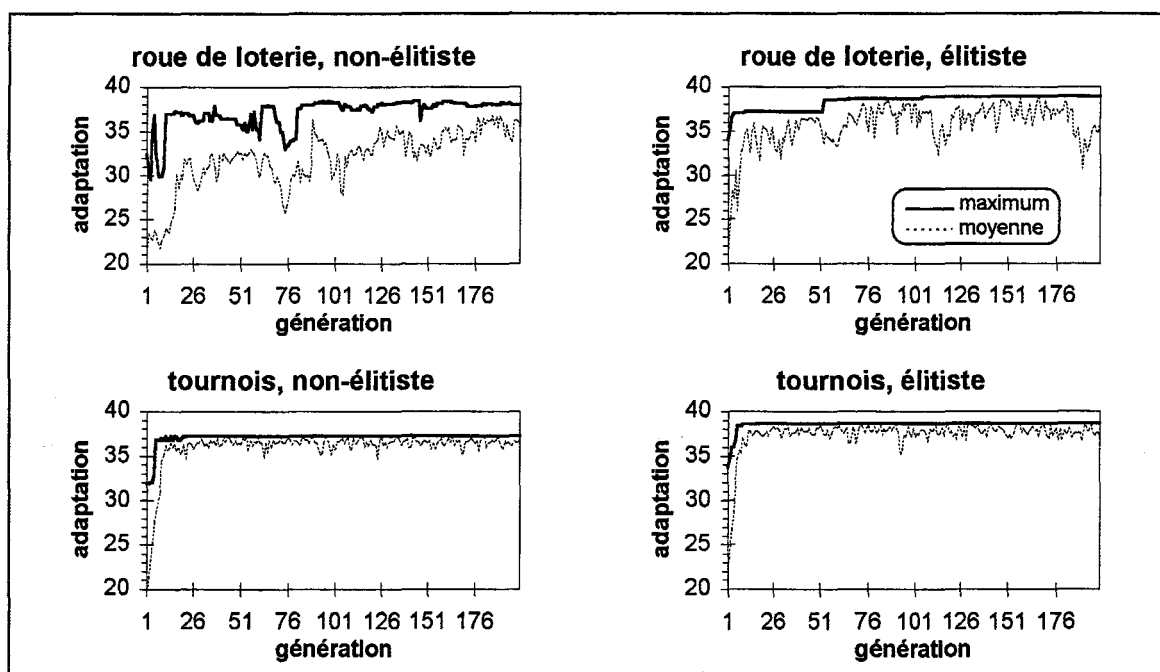 roue de loterie, non-élitiste
40
35
30
25
20
adaptation
1 26 51 76 101 126 151 176
génération
roue de loterie, élitiste
40
35
30
25
20
adaptation
maximum
moyenne
1 26 51 76 101 126 151 176
génération
tournois, non-élitiste
40
35
30
25
20
adaptation
1 26 51 76 101 126 151 176
génération
tournois, élitiste
40
35
30
25
20
adaptation
1 26 51 76 101 126 151 176
génération